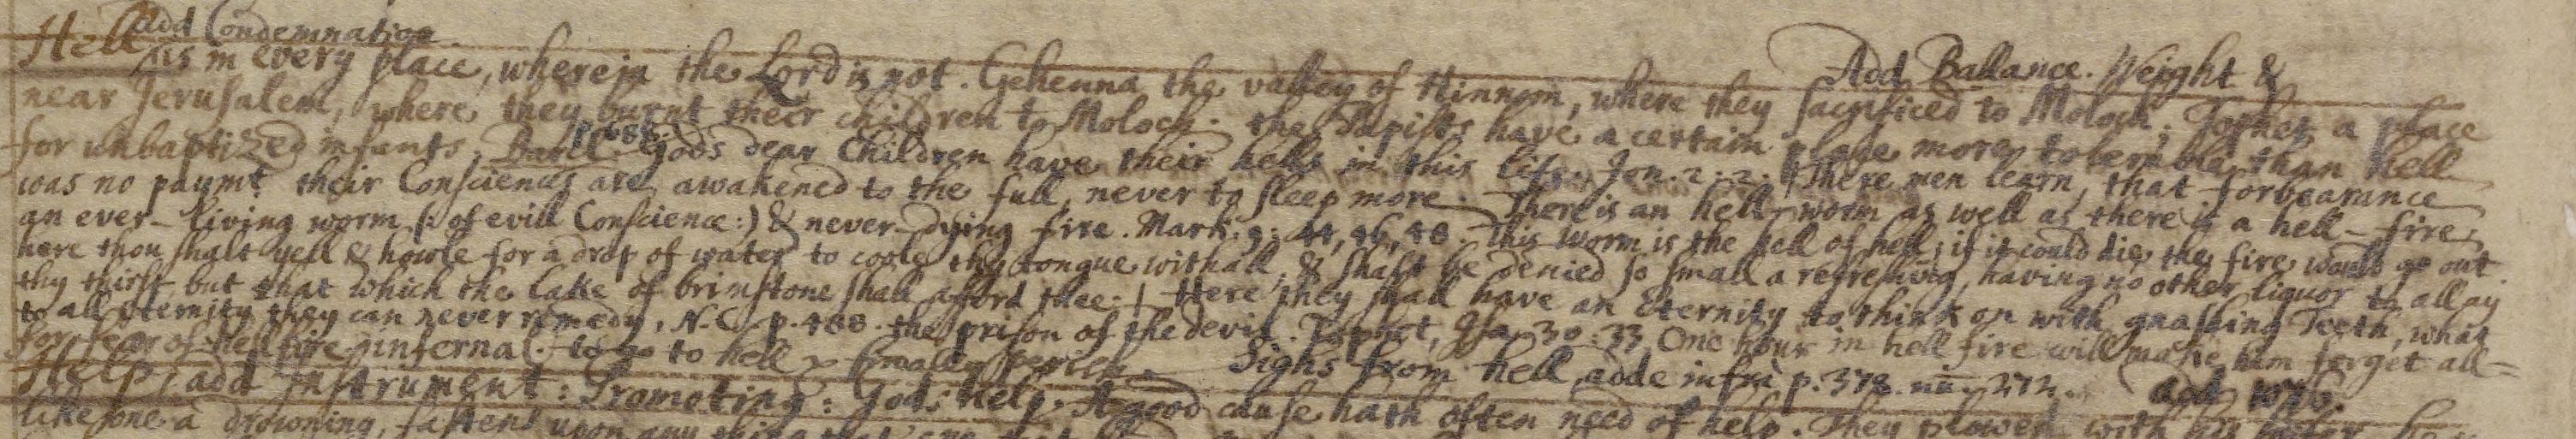 add Condemnation.
Add Ballance. Weight &
Hell is in every place, wherein the Lord is not. Gehenna the valley of Hinnom, where they sacrificed to Moloch; Tophet a place
near Jerusalem, where they burnt their children to Moloch. the Papists have a certain place more tolerable than hell
p. 688.
for unbaptized infants, Gods dear Children have their hells in this life. Jon. 2. 2. There men learn, that forbearance
was no paymt. their Consciences are awakened to the full, never to sleep more. There is an hell-worm as well as there is a hell-fire
an ever-living worm (: of evill Conscience :) & never-dying fire. Mark. 9: 44, 46, 48. This worm is the hell of hell; if it could die, the fire would go out
here thou shalt yell & howle for a drop of water to coole thy tongue withall; & shalt be denied so small a refreshing, having no other liquor to allay
thy thirst but that which the lake of brimstone shall afford thee. Here they shall have an Eternity to think on with gnashing Teeth, what
to all eternity they can never remedy, N. C. p. 488. the prison of the devil. Tophet, Isa. 30. 33 One hour in hell fire will make him forget all=
for fear of hell fire infernal. to go to hell Sighs from hell, adde infra p. 378. nu. 272. add
Help, add Instrument: Promoting: Gods help. A good cause hath often need of help. They plowed with his
like one a drowning, fastens upon any thing